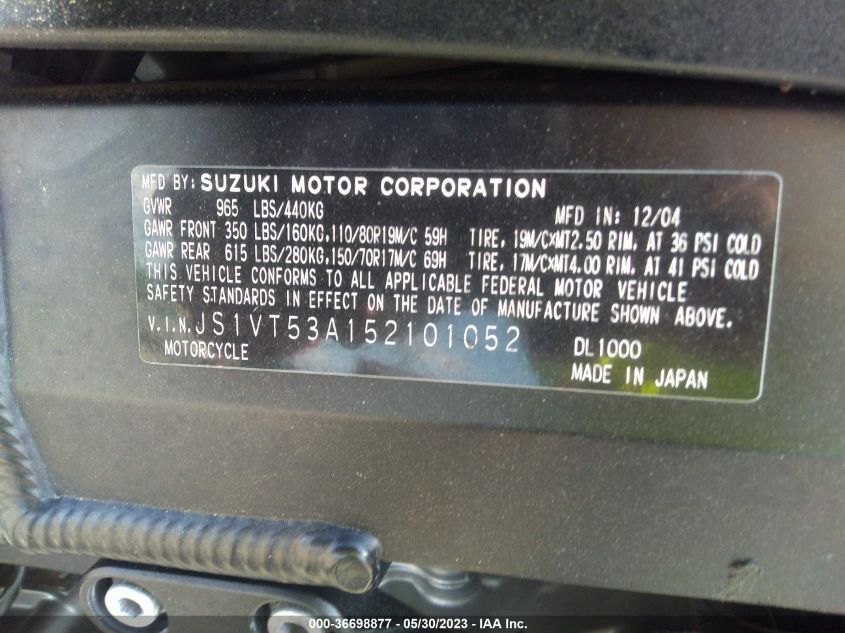 MFD BY: SUZUKI MOTOR CORPORATION
GVWR 965 LBS/440KG MFD IN: 12/04
GAWR FRONT 350 LBS/160KG,110/80R19M/C 59H TIRE, 19M/C×MT2.50 RIM, AT 36 PSI COLD
GAWR REAR 615 LBS/280KG,150/70R17M/C 69H TIRE, 17M/C×MT4.00 RIM, AT 41 PSI COLD
THIS VEHICLE CONFORMS TO ALL APPLICABLE FEDERAL MOTOR VEHICLE
SAFETY STANDARDS IN EFFECT ON THE DATE OF MANUFACTURE SHOWN ABOVE.
V.I.N. JS1VT53A152101052 DL1000
MOTORCYCLE MADE IN JAPAN
000-36698877 — 05/30/2023 — IAA Inc.